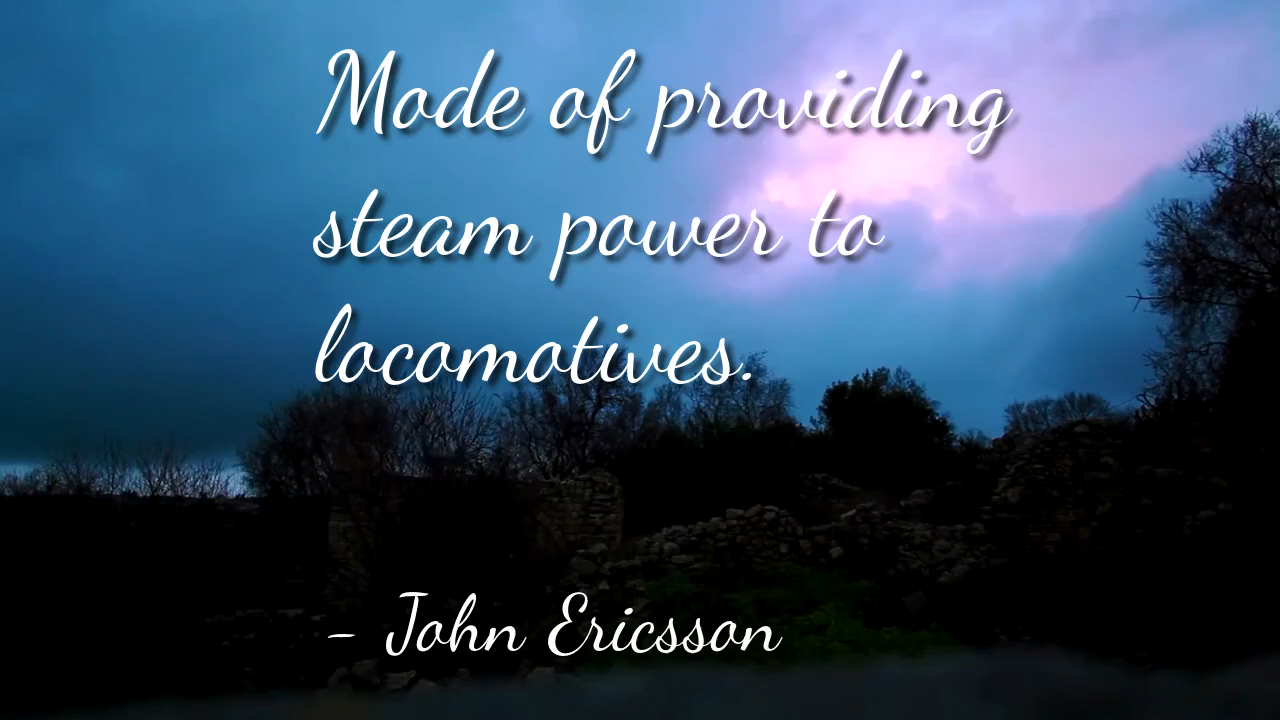 Mode of providing
steam power to
locomotives.
- John Ericsson